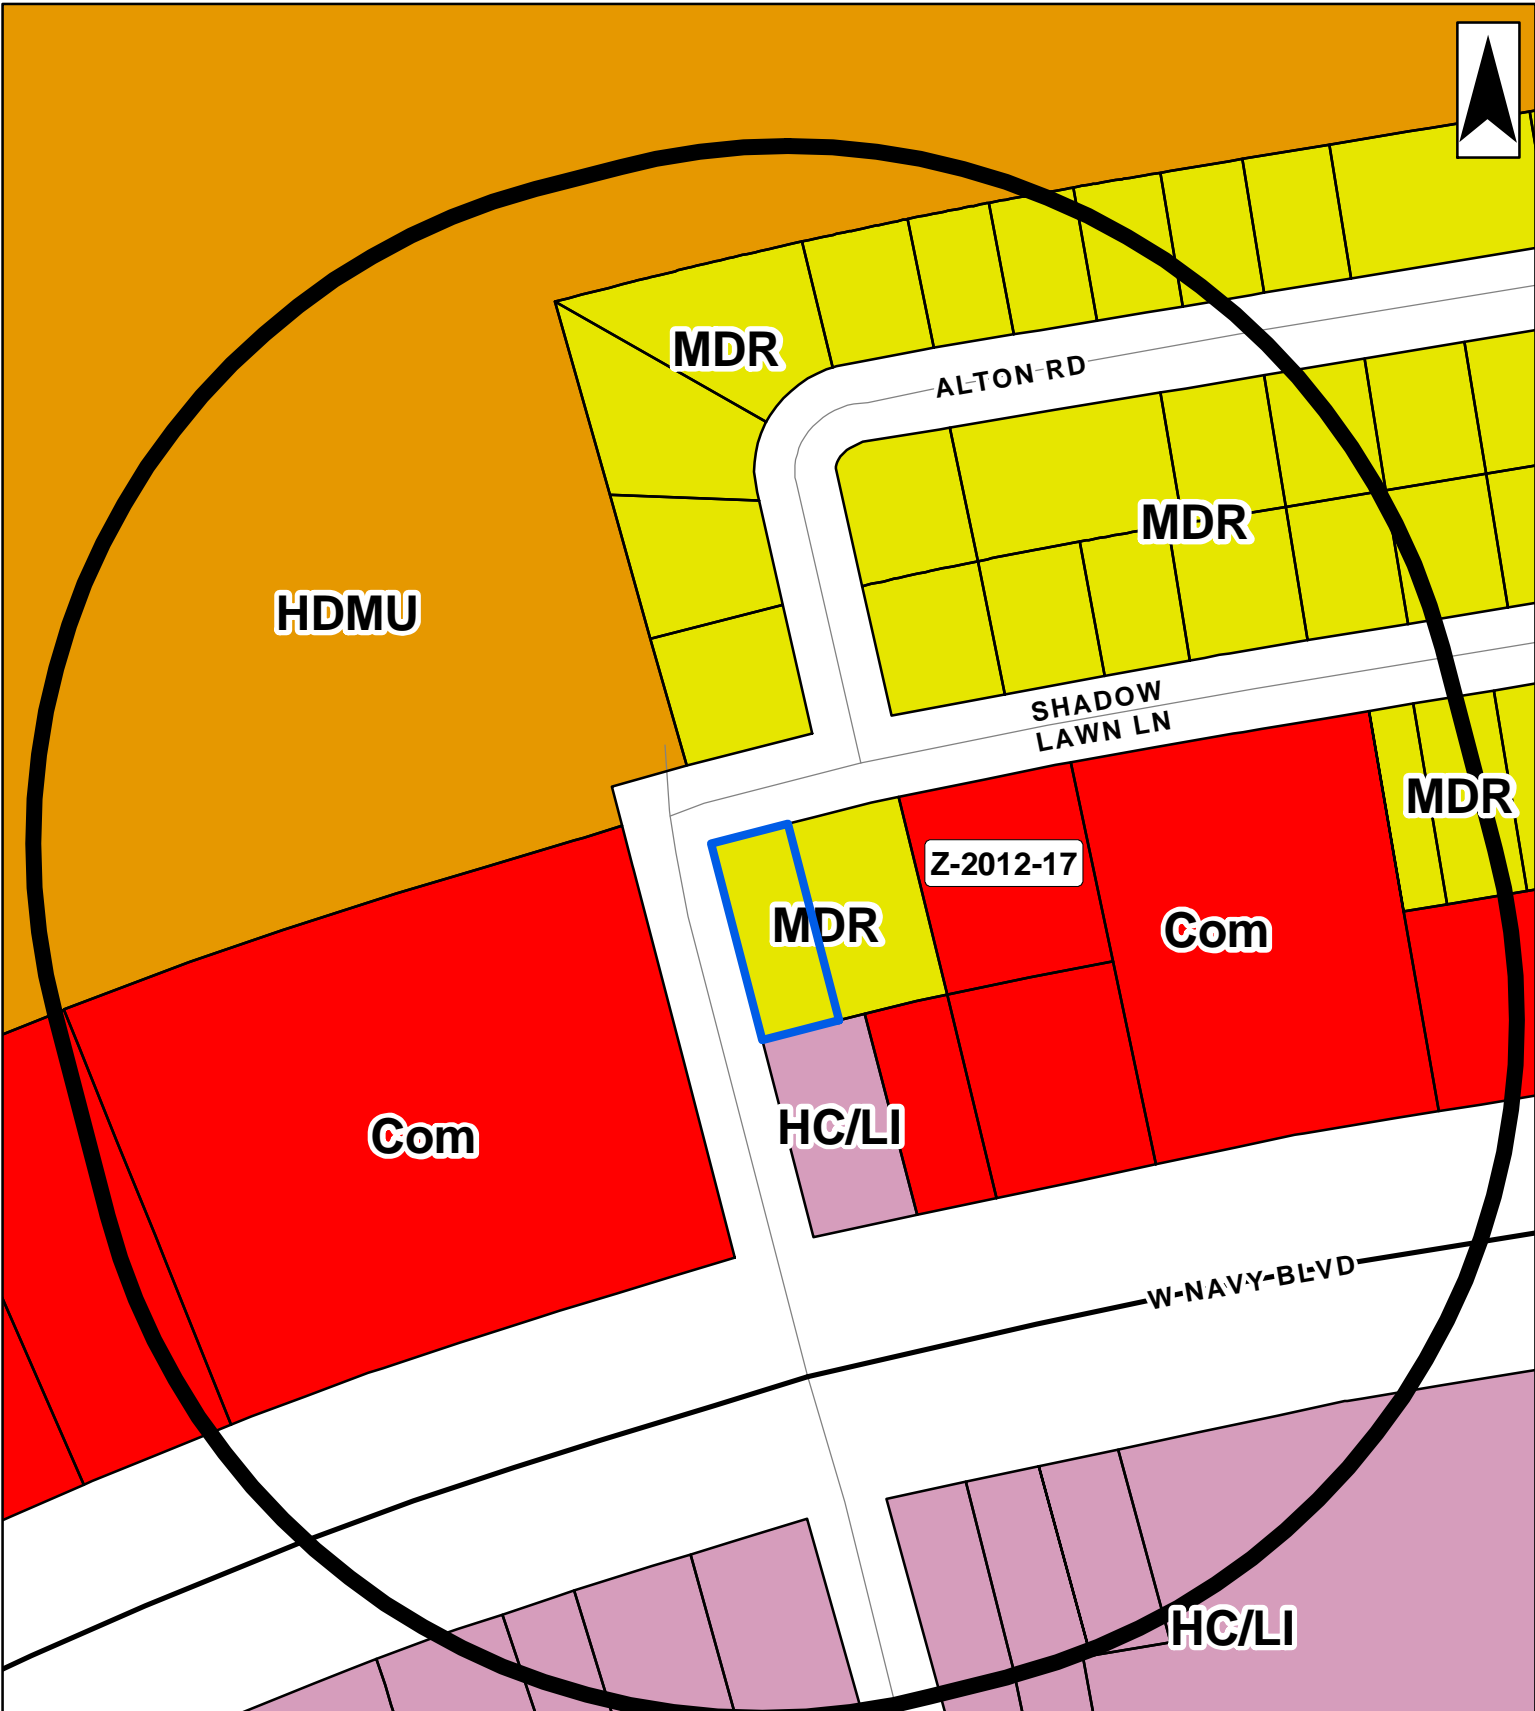 MDR
ALTON RD
MDR
HDMU
SHADOW
LAWN LN
MDR
Z-2012-17
MDR
Com
HC/LI
Com
W NAVY BLVD
HC/LI